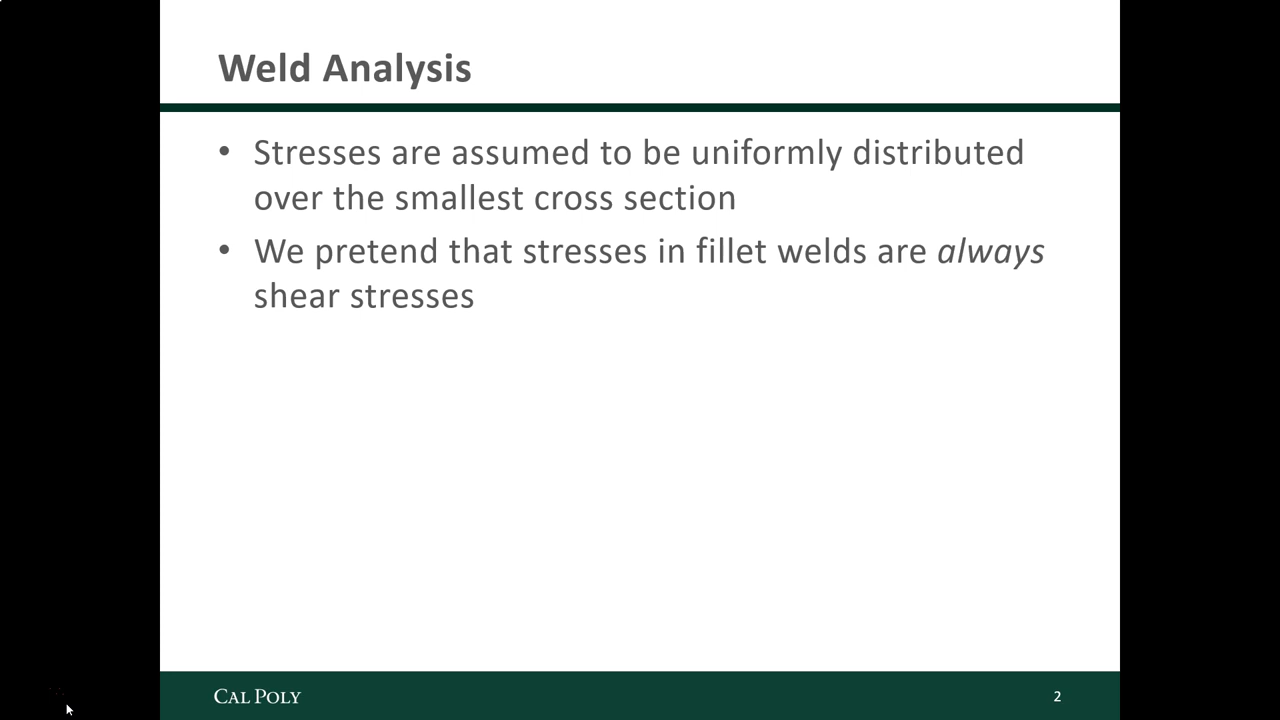 Weld Analysis
• Stresses are assumed to be uniformly distributed
over the smallest cross section
• We pretend that stresses in fillet welds are always
shear stresses
CAL POLY
2